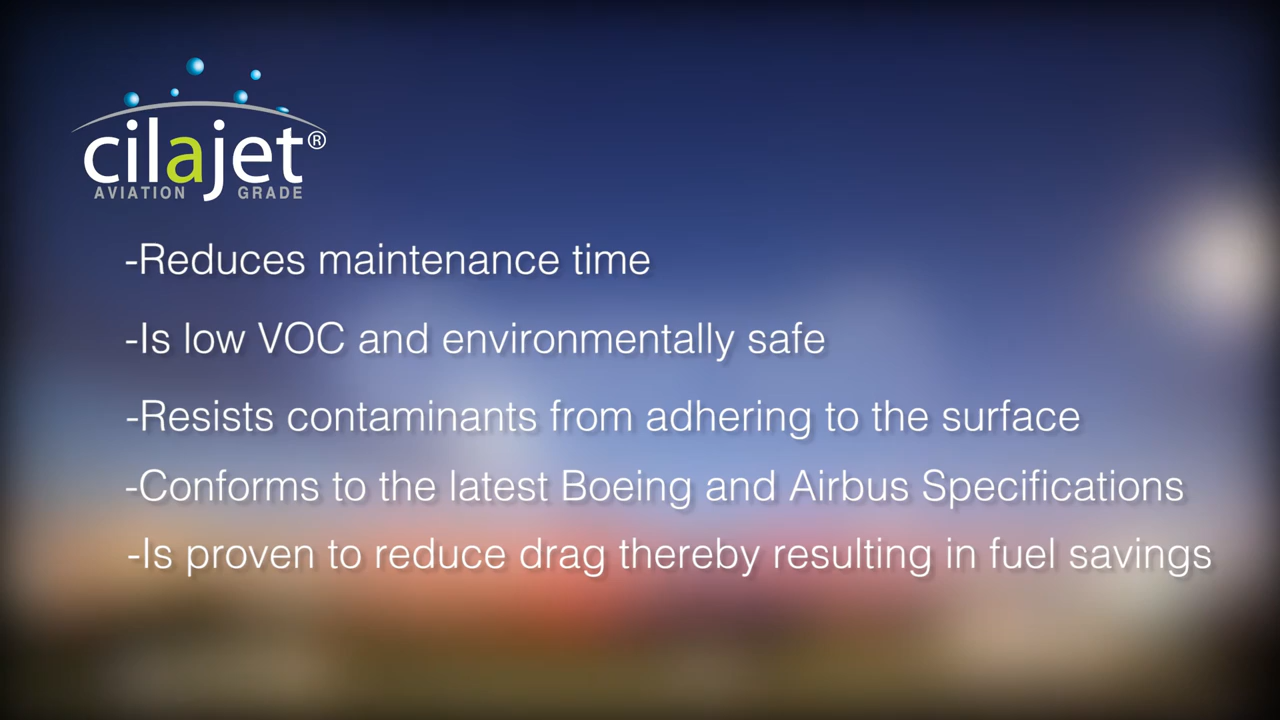 cilajet®
AVIATION GRADE
-Reduces maintenance time
-Is low VOC and environmentally safe
-Resists contaminants from adhering to the surface
-Conforms to the latest Boeing and Airbus Specifications
-Is proven to reduce drag thereby resulting in fuel savings